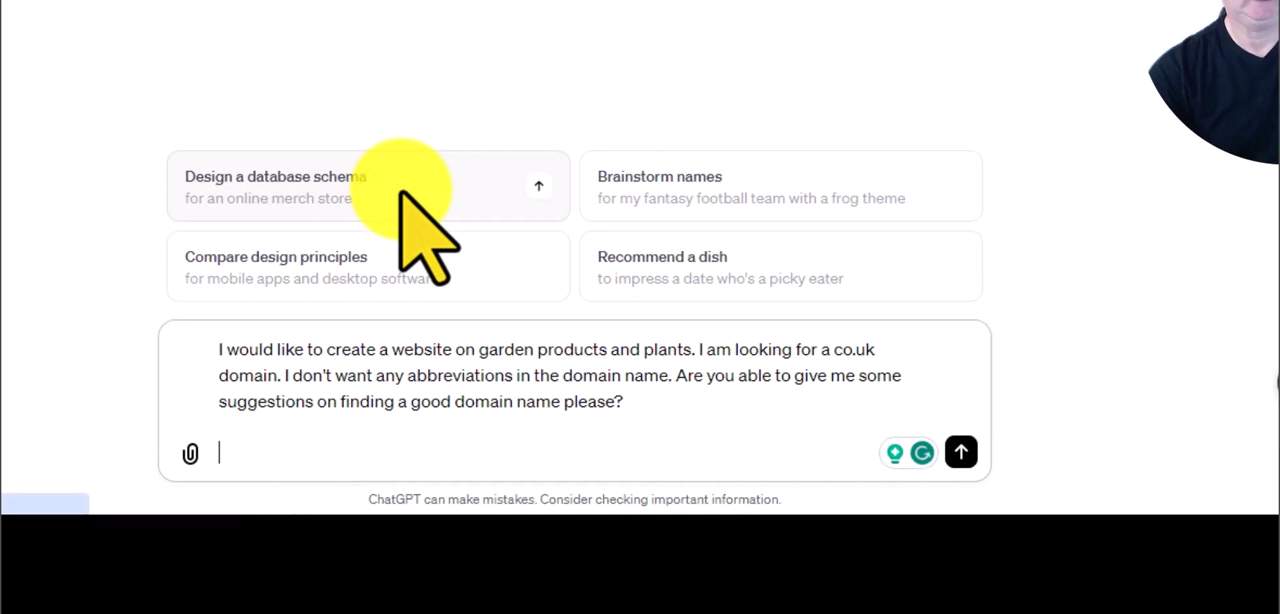 Design a database schema
for an online merch store
Brainstorm names
for my fantasy football team with a frog theme
Compare design principles
for mobile apps and desktop software
Recommend a dish
to impress a date who's a picky eater
I would like to create a website on garden products and plants. I am looking for a co.uk
domain. I don't want any abbreviations in the domain name. Are you able to give me some
suggestions on finding a good domain name please?
ChatGPT can make mistakes. Consider checking important information.